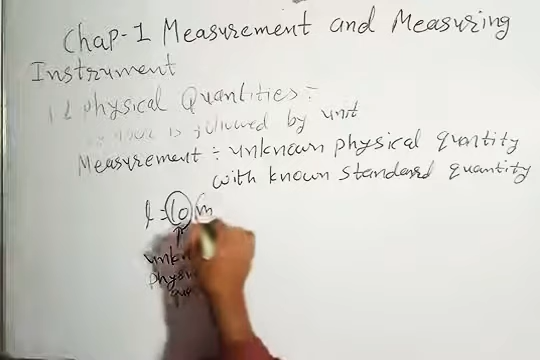 Chap-1 Measurement and Measuring
Instrument
physical Quantities :-
is followed by unit
Measurement :- unknown physical quantity
with known standard quantity
l = 10 m